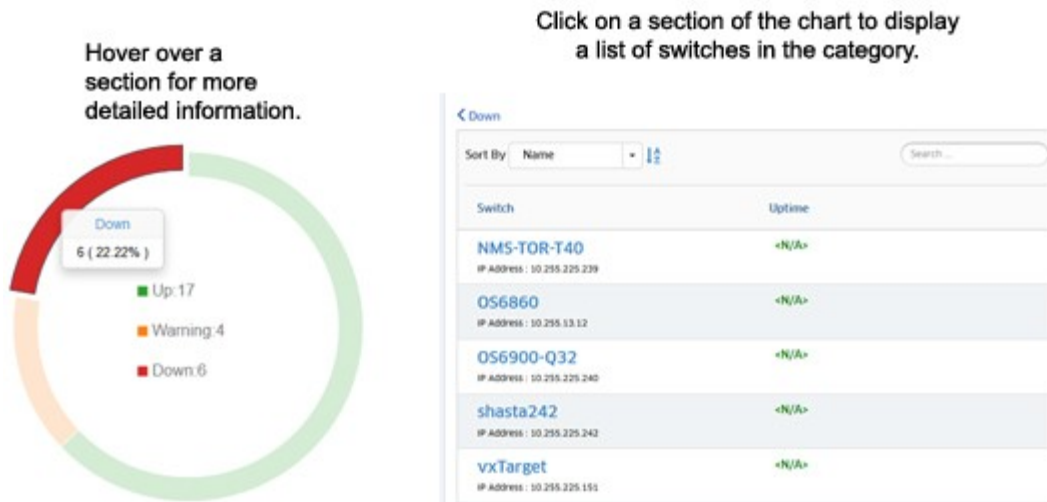 Hover over a
section for more
detailed information.
Click on a section of the chart to display
a list of switches in the category.
Down
6 ( 22.22% )
Up:17
Warning:4
Down:6
Down
Sort By Name
Search ...
Switch Uptime
NMS-TOR-T40 <N/A>
IP Address : 10.255.225.239
OS6860 <N/A>
IP Address : 10.255.13.12
OS6900-Q32 <N/A>
IP Address : 10.255.225.240
shasta242 <N/A>
IP Address : 10.255.225.242
vxTarget <N/A>
IP Address : 10.255.225.151